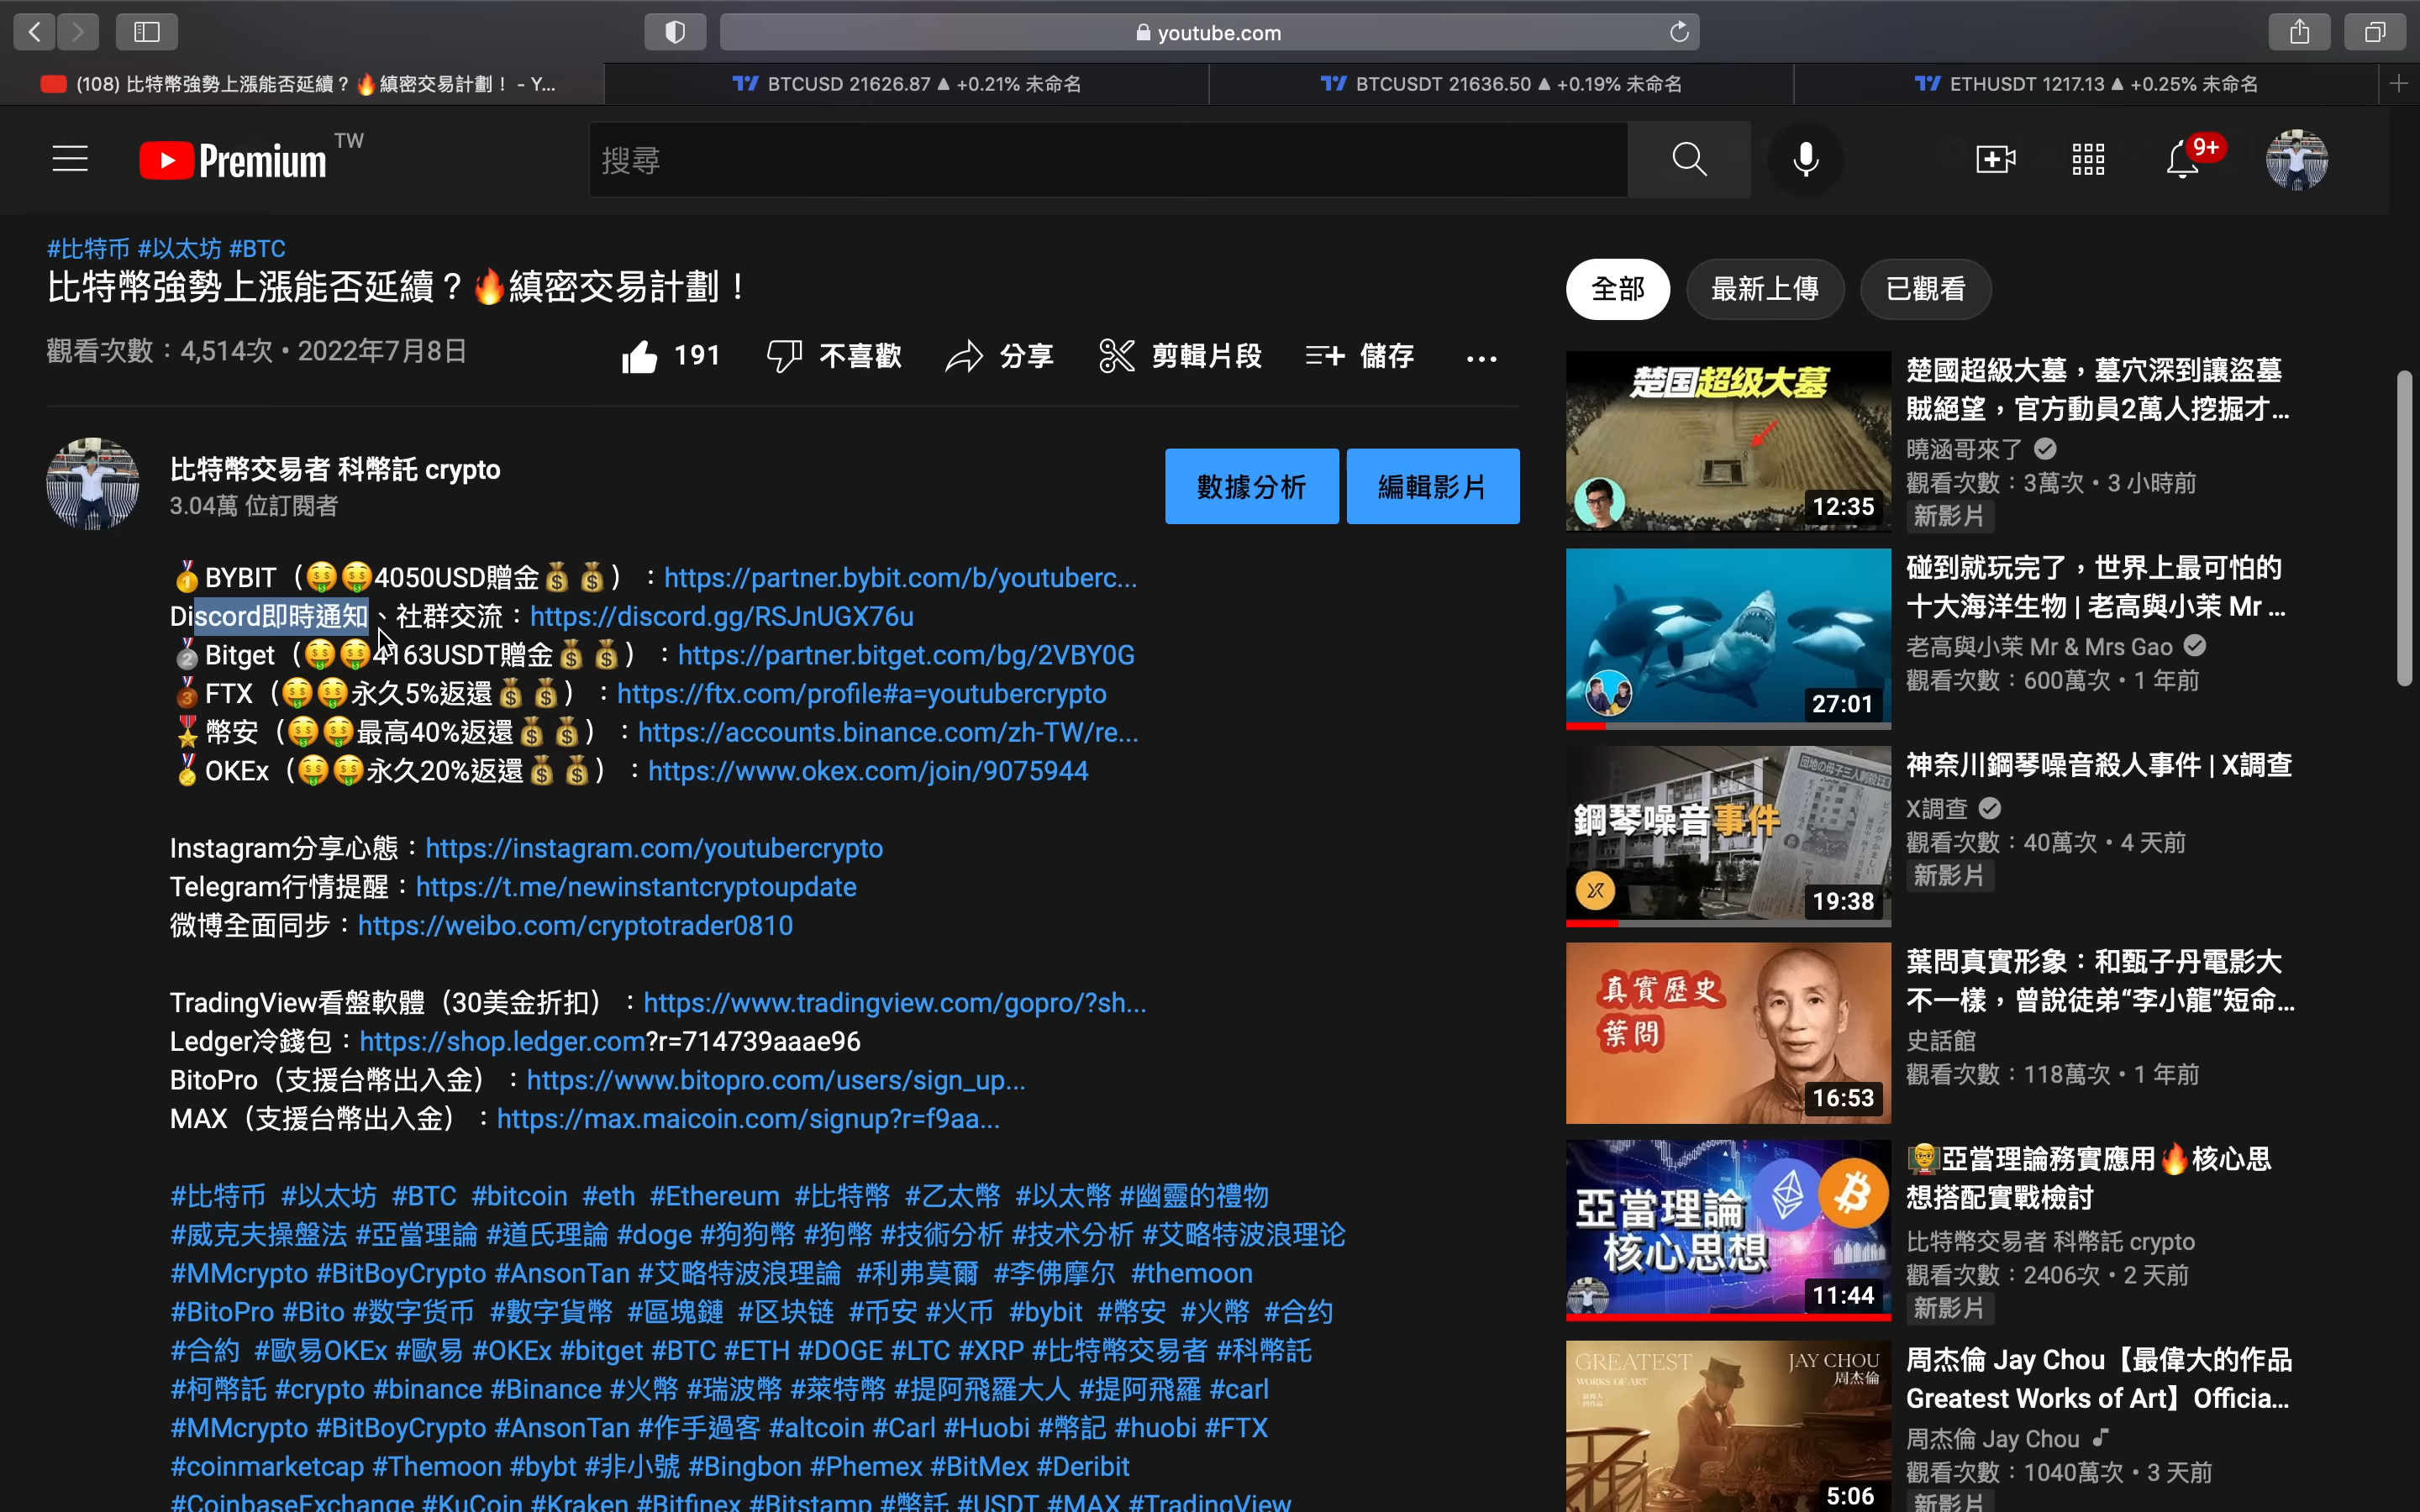 youtube.com
(108) 比特幣強勢上漲能否延續？🔥縝密交易計劃！ - Y...
BTCUSD 21626.87 ▲ +0.21% 未命名
BTCUSDT 21636.50 ▲ +0.19% 未命名
ETHUSDT 1217.13 ▲ +0.25% 未命名
Premium TW
搜尋
9+
#比特币 #以太坊 #BTC
比特幣強勢上漲能否延續？🔥縝密交易計劃！
觀看次數：4,514次・2022年7月8日
191 不喜歡 分享 剪輯片段 儲存
比特幣交易者 科幣託 crypto
3.04萬 位訂閱者
數據分析
編輯影片
🥇BYBIT（🤑🤑4050USD贈金💰💰）：https://partner.bybit.com/b/youtuberc...
Discord即時通知、社群交流：https://discord.gg/RSJnUGX76u
🥈Bitget（🤑🤑4163USDT贈金💰💰）：https://partner.bitget.com/bg/2VBY0G
🥉FTX（🤑🤑永久5%返還💰💰）：https://ftx.com/profile#a=youtubercrypto
🎖幣安（🤑🤑最高40%返還💰💰）：https://accounts.binance.com/zh-TW/re...
🏅OKEx（🤑🤑永久20%返還💰💰）：https://www.okex.com/join/9075944
Instagram分享心態：https://instagram.com/youtubercrypto
Telegram行情提醒：https://t.me/newinstantcryptoupdate
微博全面同步：https://weibo.com/cryptotrader0810
TradingView看盤軟體（30美金折扣）：https://www.tradingview.com/gopro/?sh...
Ledger冷錢包：https://shop.ledger.com?r=714739aaae96
BitoPro（支援台幣出入金）：https://www.bitopro.com/users/sign_up...
MAX（支援台幣出入金）：https://max.maicoin.com/signup?r=f9aa...
#比特币 #以太坊 #BTC #bitcoin #eth #Ethereum #比特幣 #乙太幣 #以太幣 #幽靈的禮物
#威克夫操盤法 #亞當理論 #道氏理論 #doge #狗狗幣 #狗幣 #技術分析 #技术分析 #艾略特波浪理论
#MMcrypto #BitBoyCrypto #AnsonTan #艾略特波浪理論 #利弗莫爾 #李佛摩尔 #themoon
#BitoPro #Bito #数字货币 #數字貨幣 #區塊鏈 #区块链 #币安 #火币 #bybit #幣安 #火幣 #合约
#合約 #歐易OKEx #歐易 #OKEx #bitget #BTC #ETH #DOGE #LTC #XRP #比特幣交易者 #科幣託
#柯幣託 #crypto #binance #Binance #火幣 #瑞波幣 #萊特幣 #提阿飛羅大人 #提阿飛羅 #carl
#MMcrypto #BitBoyCrypto #AnsonTan #作手過客 #altcoin #Carl #Huobi #幣記 #huobi #FTX
#coinmarketcap #Themoon #bybt #非小號 #Bingbon #Phemex #BitMex #Deribit
#CoinbaseExchange #KuCoin #Kraken #Bitfinex #Bitstamp #幣託 #USDT #MAX #TradingView
全部
最新上傳
已觀看
楚国超级大墓
12:35
楚國超級大墓，墓穴深到讓盜墓
賊絕望，官方動員2萬人挖掘才...
曉涵哥來了
觀看次數：3萬次・3 小時前
新影片
27:01
碰到就玩完了，世界上最可怕的
十大海洋生物 | 老高與小茉 Mr ...
老高與小茉 Mr & Mrs Gao
觀看次數：600萬次・1 年前
鋼琴噪音事件
19:38
神奈川鋼琴噪音殺人事件 | X調查
X調查
觀看次數：40萬次・4 天前
新影片
真實歷史
葉問
16:53
葉問真實形象：和甄子丹電影大
不一樣，曾說徒弟“李小龍”短命...
史話館
觀看次數：118萬次・1 年前
亞當理論
核心思想
11:44
👨‍🏫亞當理論務實應用🔥核心思
想搭配實戰檢討
比特幣交易者 科幣託 crypto
觀看次數：2406次・2 天前
新影片
GREATEST
WORKS OF ART
JAY CHOU
周杰倫
5:06
周杰倫 Jay Chou【最偉大的作品
Greatest Works of Art】Officia...
周杰倫 Jay Chou
觀看次數：1040萬次・3 天前
新影片